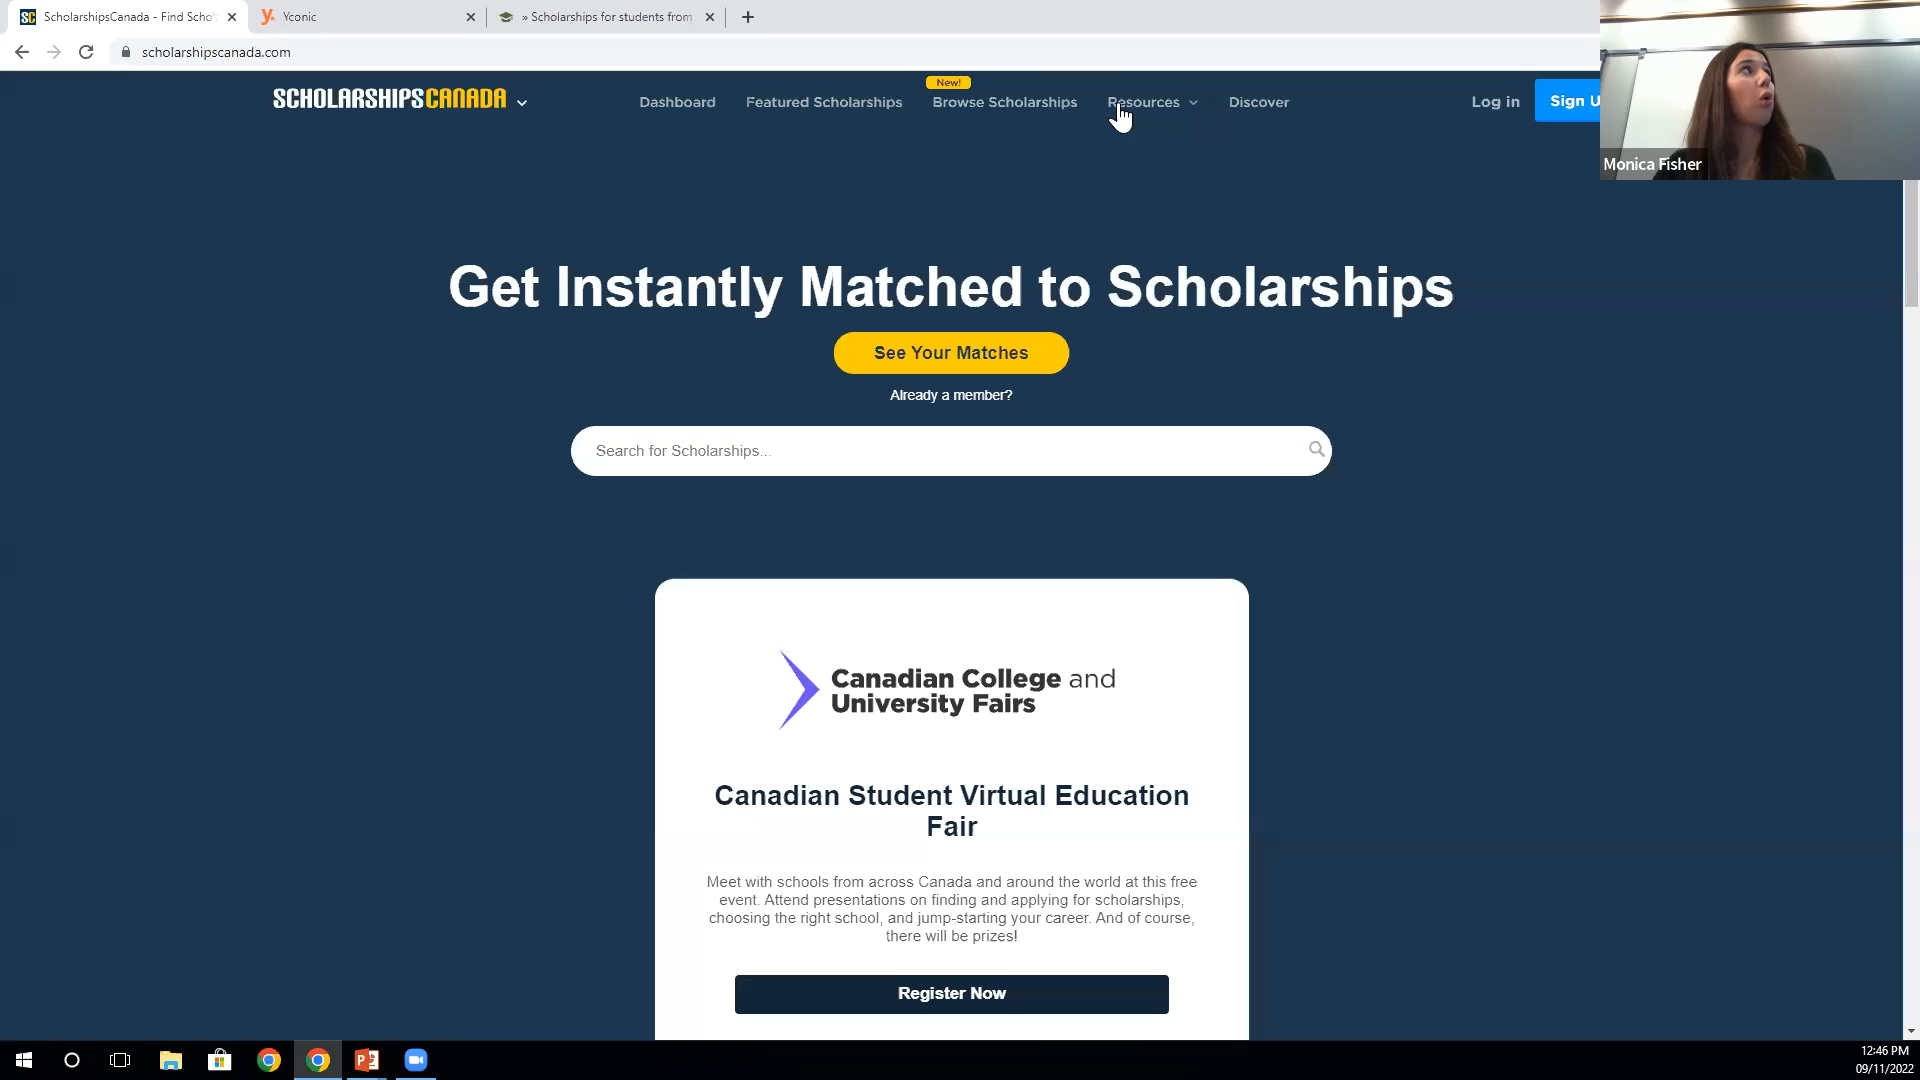 ScholarshipsCanada - Find Schol
Yconic
» Scholarships for students from
scholarshipscanada.com
SCHOLARSHIPSCANADA
Dashboard
Featured Scholarships
New!
Browse Scholarships
Resources
Discover
Log in
Sign U
Monica Fisher
Get Instantly Matched to Scholarships
See Your Matches
Already a member?
Search for Scholarships...
Canadian College and
University Fairs
Canadian Student Virtual Education
Fair
Meet with schools from across Canada and around the world at this free
event. Attend presentations on finding and applying for scholarships,
choosing the right school, and jump-starting your career. And of course,
there will be prizes!
Register Now
12:46 PM
09/11/2022